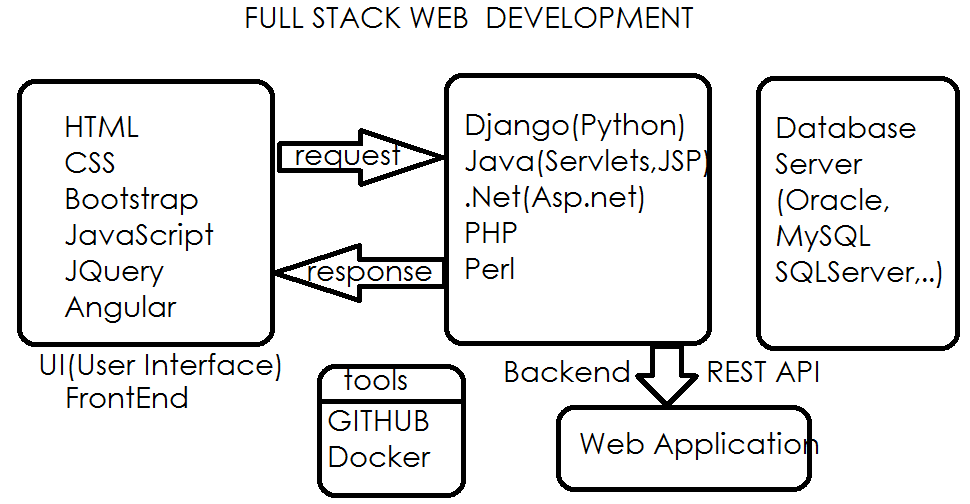 FULL STACK WEB DEVELOPMENT
HTML
CSS
Bootstrap
JavaScript
JQuery
Angular
UI(User Interface)
FrontEnd
request
response
Django(Python)
Java(Servlets,JSP)
.Net(Asp.net)
PHP
Perl
Backend
REST API
Database
Server
(Oracle,
MySQL
SQLServer,..)
tools
GITHUB
Docker
Web Application